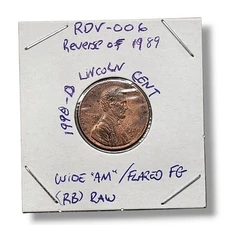 RDV-006
Reverse of 1989
1998-D LINCOLN CENT
WIDE "AM"/FLARED FG
(RB) RAW